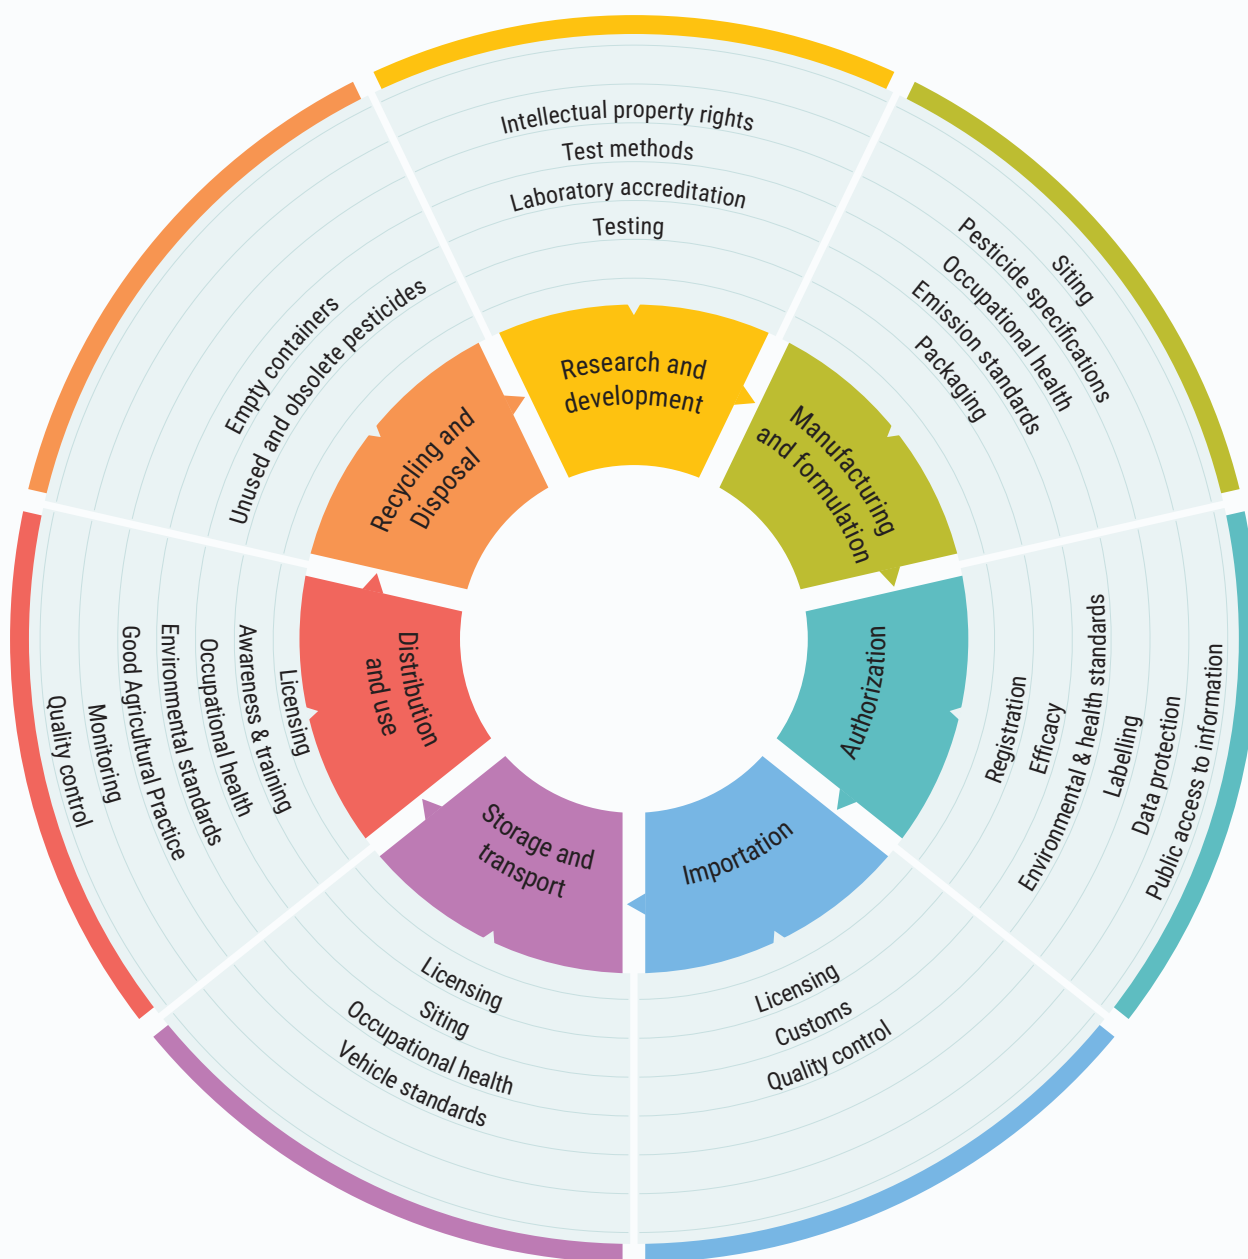 Intellectual property rights
Test methods
Laboratory accreditation
Testing
Research and
development
Siting
Pesticide specifications
Occupational health
Emission standards
Packaging
Manufacturing
and formulation
Authorization
Registration
Efficacy
Environmental & health standards
Labelling
Data protection
Public access to information
Importation
Licensing
Customs
Quality control
Storage and
transport
Licensing
Siting
Occupational health
Vehicle standards
Distribution
and use
Licensing
Awareness & training
Occupational health
Environmental standards
Good Agricultural Practice
Monitoring
Quality control
Recycling and
Disposal
Empty containers
Unused and obsolete pesticides